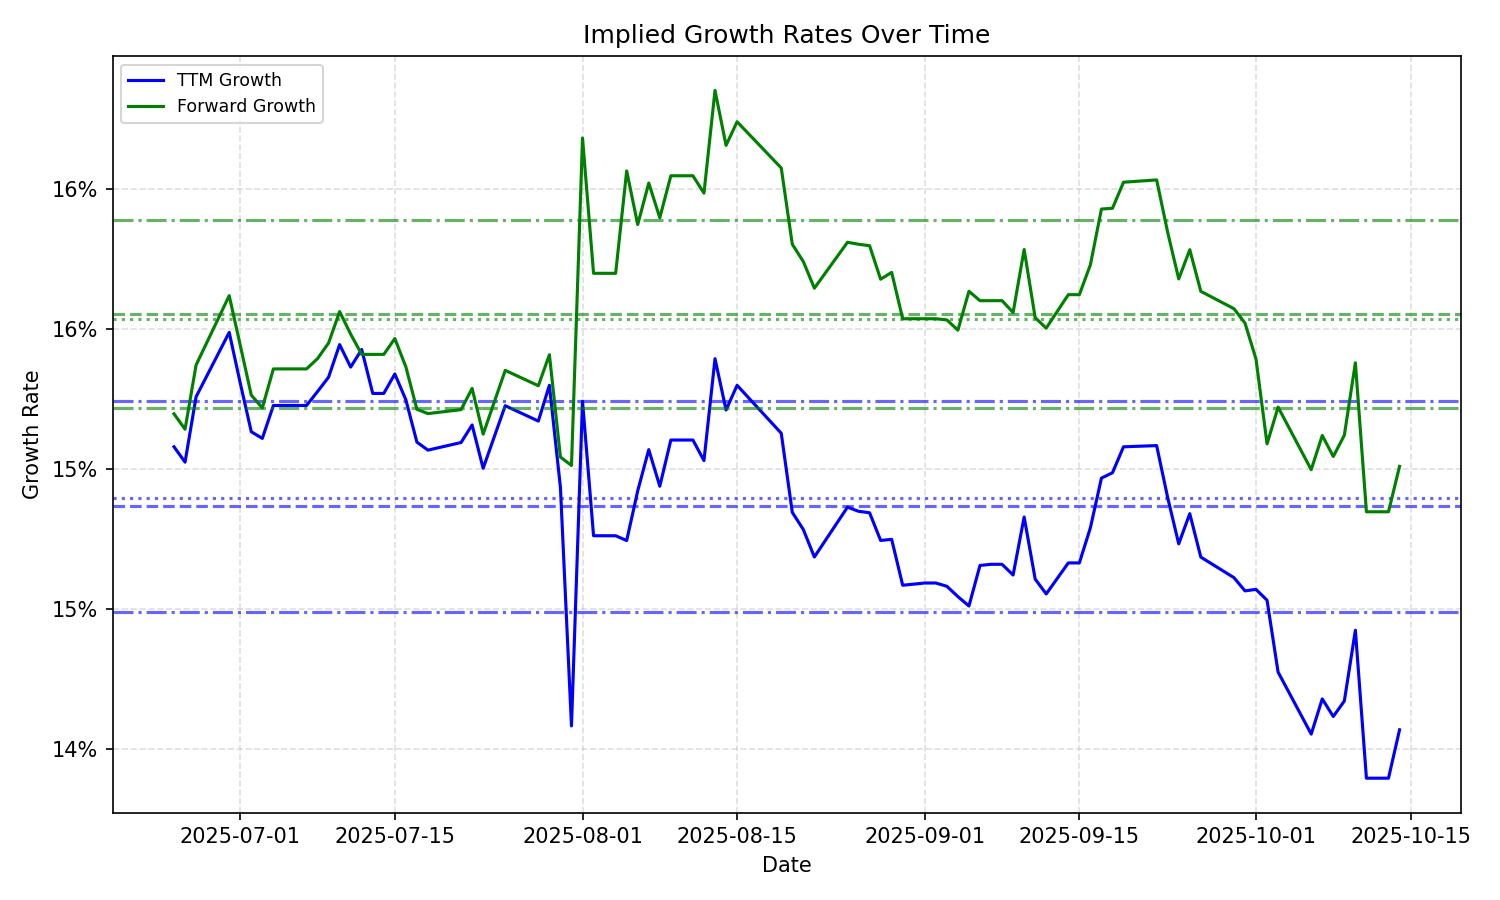 Implied Growth Rates Over Time
TTM Growth
Forward Growth
16%
16%
15%
15%
14%
Growth Rate
2025-07-01
2025-07-15
2025-08-01
2025-08-15
2025-09-01
2025-09-15
2025-10-01
2025-10-15
Date